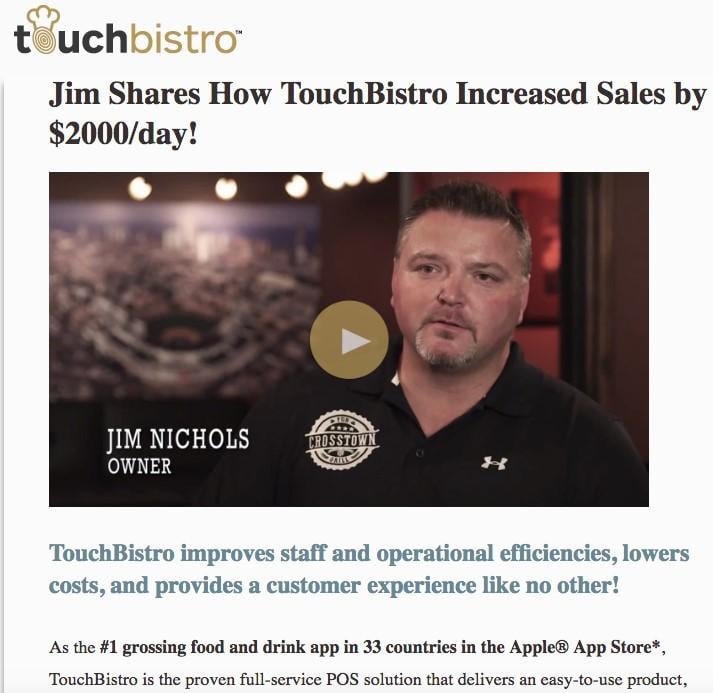 touchbistro™
Jim Shares How TouchBistro Increased Sales by
$2000/day!
JIM NICHOLS
OWNER
CROSSTOWN
GRILL
TouchBistro improves staff and operational efficiencies, lowers
costs, and provides a customer experience like no other!
As the #1 grossing food and drink app in 33 countries in the Apple® App Store*,
TouchBistro is the proven full-service POS solution that delivers an easy-to-use product,